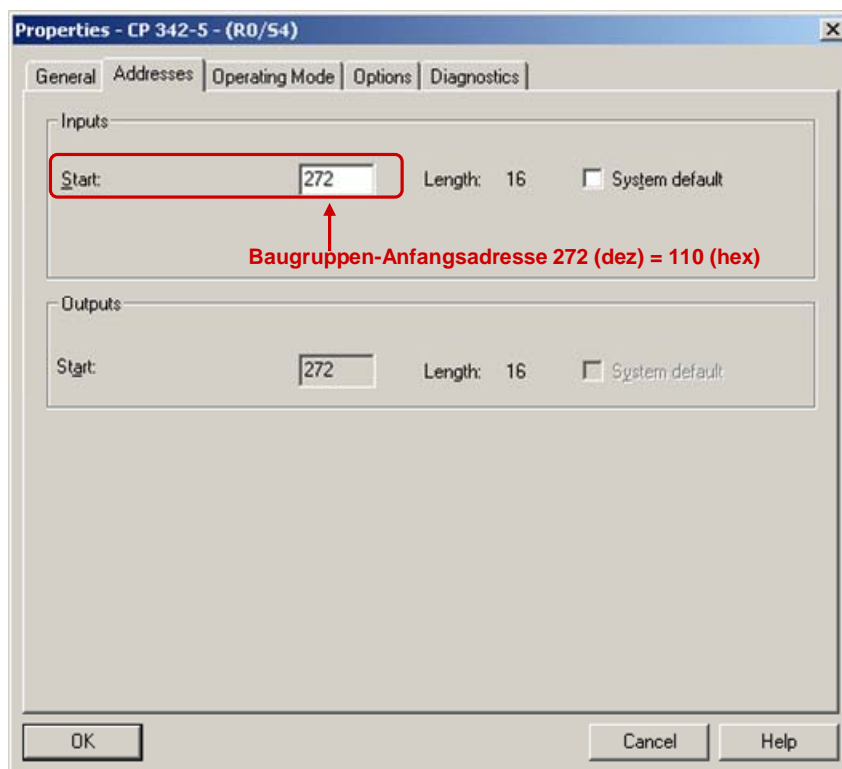 Properties - CP 342-5 - (R0/S4)
General Addresses Operating Mode Options Diagnostics
Inputs
Start: 272 Length: 16 System default
Baugruppen-Anfangsadresse 272 (dez) = 110 (hex)
Outputs
Start: 272 Length: 16 System default
OK Cancel Help